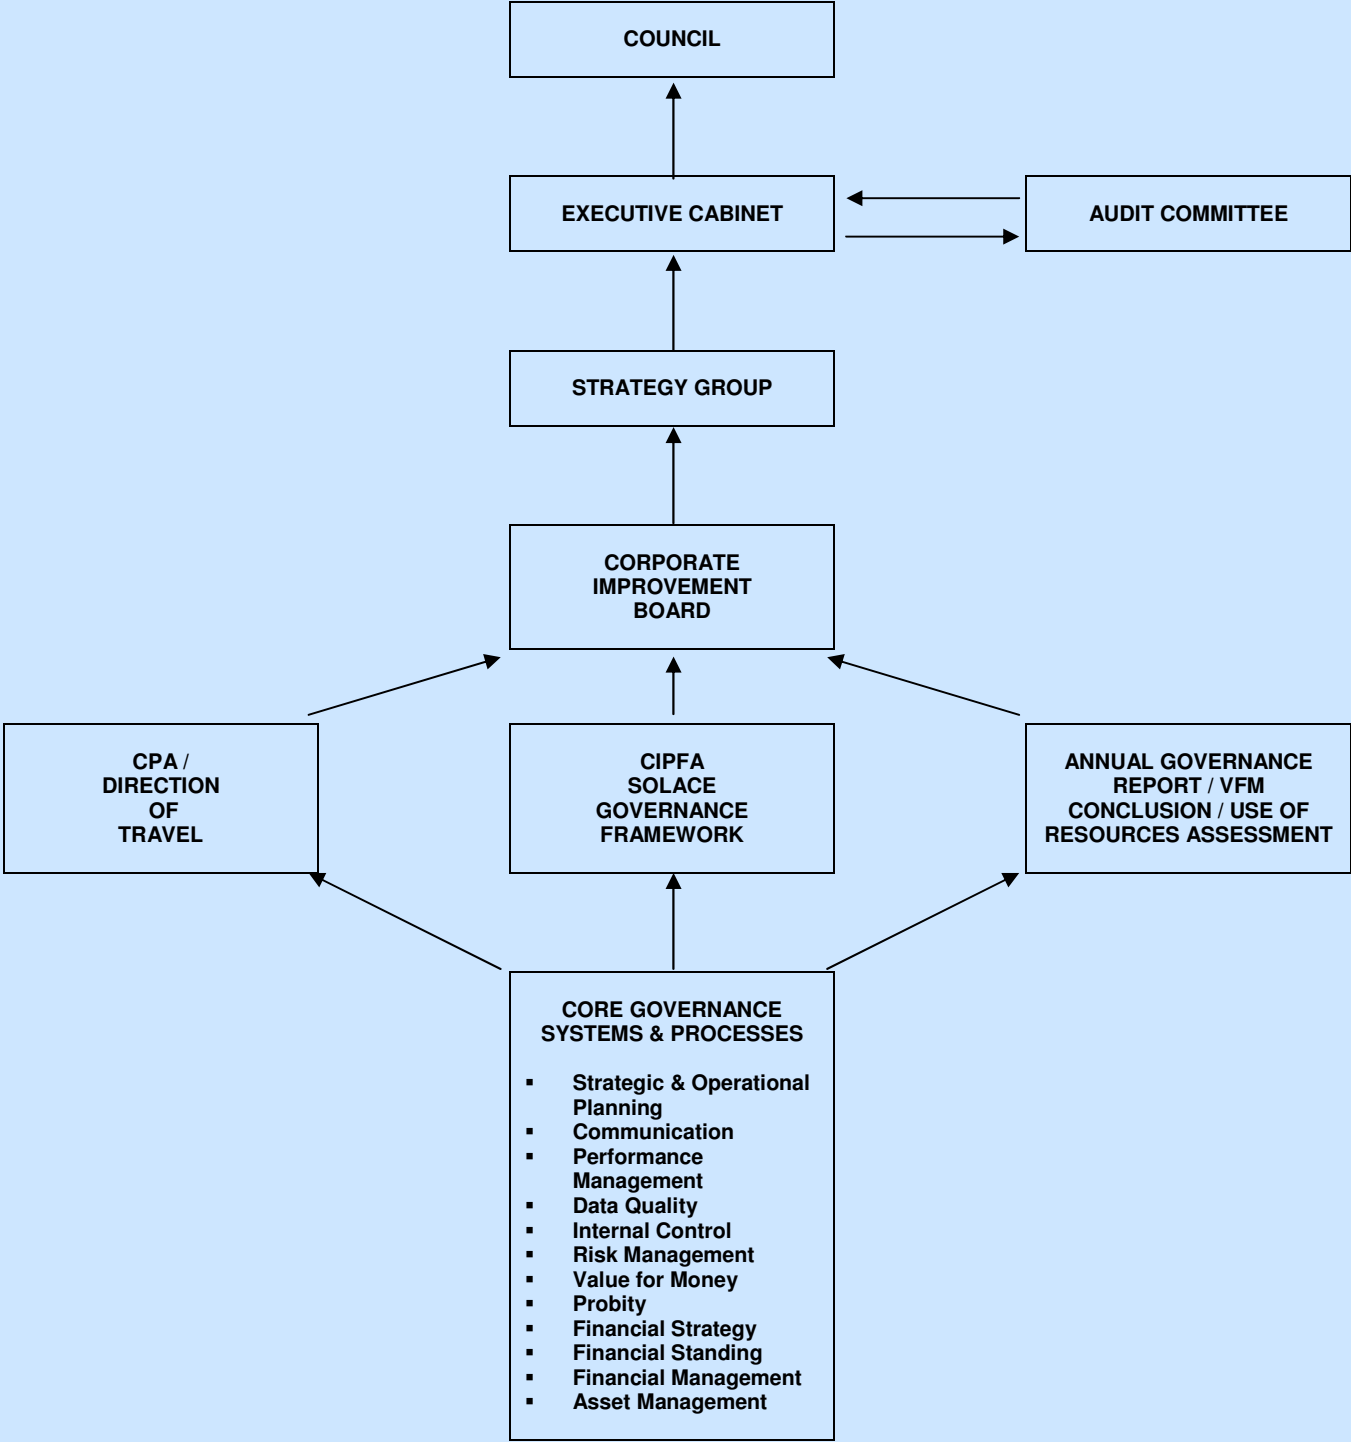 COUNCIL
EXECUTIVE CABINET
AUDIT COMMITTEE
STRATEGY GROUP
CORPORATE
IMPROVEMENT
BOARD
CPA /
DIRECTION
OF
TRAVEL
CIPFA
SOLACE
GOVERNANCE
FRAMEWORK
ANNUAL GOVERNANCE
REPORT / VFM
CONCLUSION / USE OF
RESOURCES ASSESSMENT
CORE GOVERNANCE
SYSTEMS & PROCESSES
▪ Strategic & Operational
Planning
▪ Communication
▪ Performance
Management
▪ Data Quality
▪ Internal Control
▪ Risk Management
▪ Value for Money
▪ Probity
▪ Financial Strategy
▪ Financial Standing
▪ Financial Management
▪ Asset Management